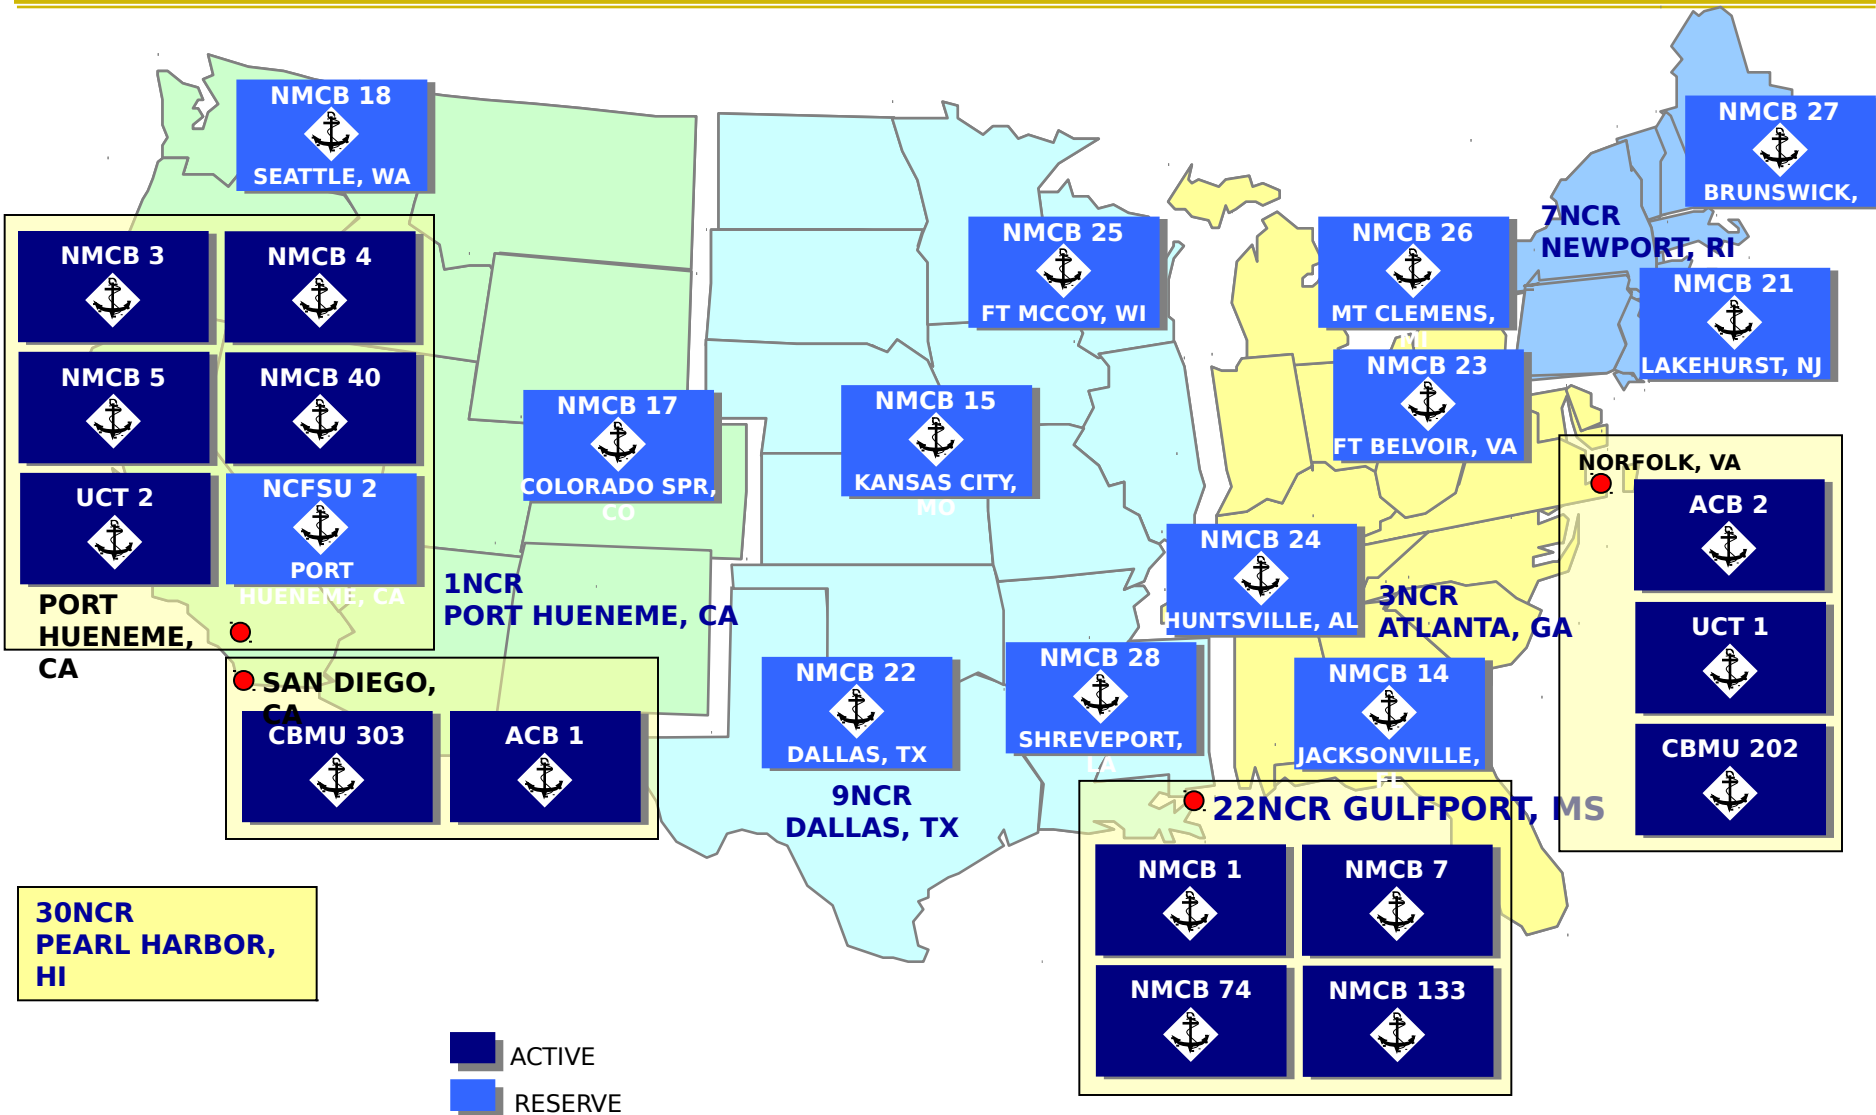 NMCB 18
SEATTLE, WA
NMCB 27
BRUNSWICK,
7NCR
NEWPORT, RI
NMCB 25
FT MCCOY, WI
NMCB 26
MT CLEMENS,
MI
NMCB 21
LAKEHURST, NJ
NMCB 23
FT BELVOIR, VA
NMCB 3
NMCB 4
NMCB 5
NMCB 40
UCT 2
NCFSU 2
PORT
HUENEME, CA
PORT
HUENEME,
CA
NMCB 17
COLORADO SPR,
CO
NMCB 15
KANSAS CITY,
MO
1NCR
PORT HUENEME, CA
NMCB 24
HUNTSVILLE, AL
3NCR
ATLANTA, GA
NORFOLK, VA
ACB 2
UCT 1
CBMU 202
SAN DIEGO,
CA
CBMU 303
ACB 1
NMCB 22
DALLAS, TX
NMCB 28
SHREVEPORT,
LA
NMCB 14
JACKSONVILLE,
FL
9NCR
DALLAS, TX
22NCR GULFPORT, MS
NMCB 1
NMCB 7
NMCB 74
NMCB 133
30NCR
PEARL HARBOR,
HI
ACTIVE
RESERVE